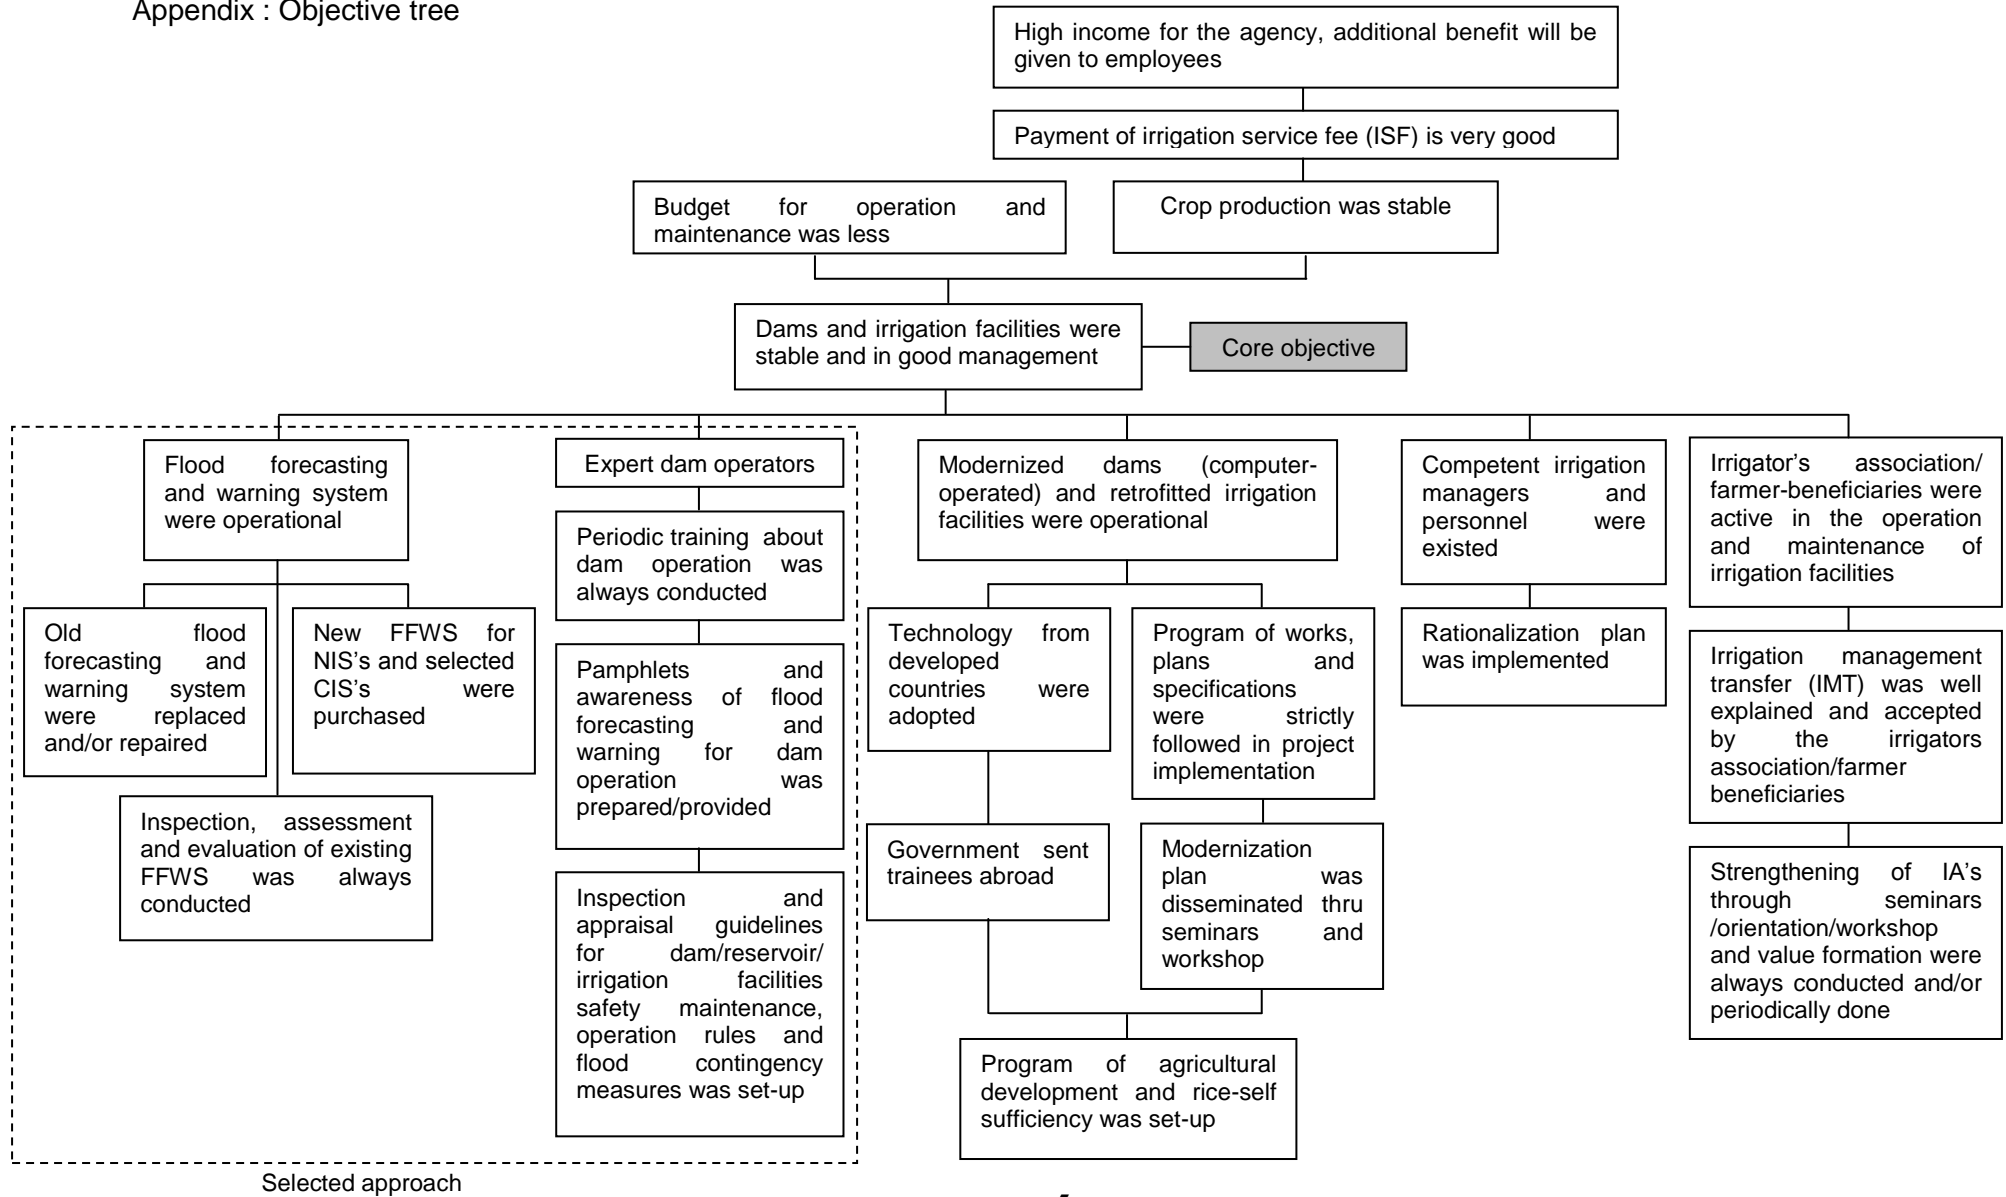 Appendix : Objective tree
High income for the agency, additional benefit will be
given to employees
Payment of irrigation service fee (ISF) is very good
Budget for operation and
maintenance was less
Crop production was stable
Dams and irrigation facilities were
stable and in good management
Core objective
Flood forecasting
and warning system
were operational
Old flood
forecasting and
warning system
were replaced
and/or repaired
New FFWS for
NIS's and selected
CIS's were
purchased
Inspection, assessment
and evaluation of existing
FFWS was always
conducted
Expert dam operators
Periodic training about
dam operation was
always conducted
Pamphlets and
awareness of flood
forecasting and
warning for dam
operation was
prepared/provided
Inspection and
appraisal guidelines
for dam/reservoir/
irrigation facilities
safety maintenance,
operation rules and
flood contingency
measures was set-up
Selected approach
Modernized dams (computer-
operated) and retrofitted irrigation
facilities were operational
Technology from
developed
countries were
adopted
Government sent
trainees abroad
Program of works,
plans and
specifications
were strictly
followed in project
implementation
Modernization
plan was
disseminated thru
seminars and
workshop
Program of agricultural
development and rice-self
sufficiency was set-up
Competent irrigation
managers and
personnel were
existed
Rationalization plan
was implemented
Irrigator's association/
farmer-beneficiaries were
active in the operation
and maintenance of
irrigation facilities
Irrigation management
transfer (IMT) was well
explained and accepted
by the irrigators
association/farmer
beneficiaries
Strengthening of IA's
through seminars
/orientation/workshop
and value formation were
always conducted and/or
periodically done